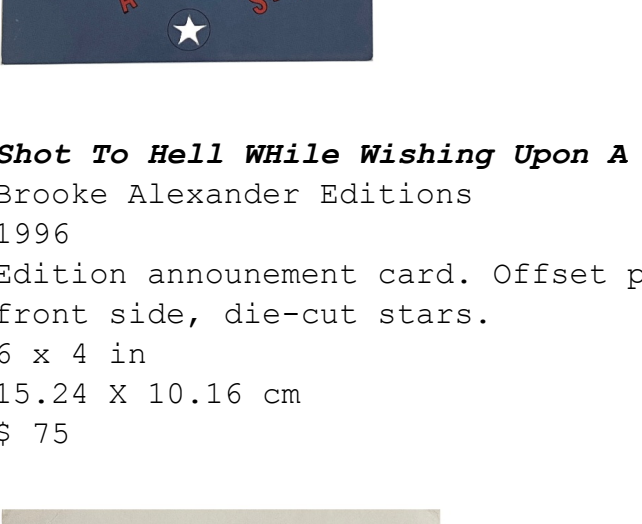 A S
Shot To Hell WHile Wishing Upon A
Brooke Alexander Editions
1996
Edition announement card. Offset p
front side, die-cut stars.
6 x 4 in
15.24 X 10.16 cm
$ 75